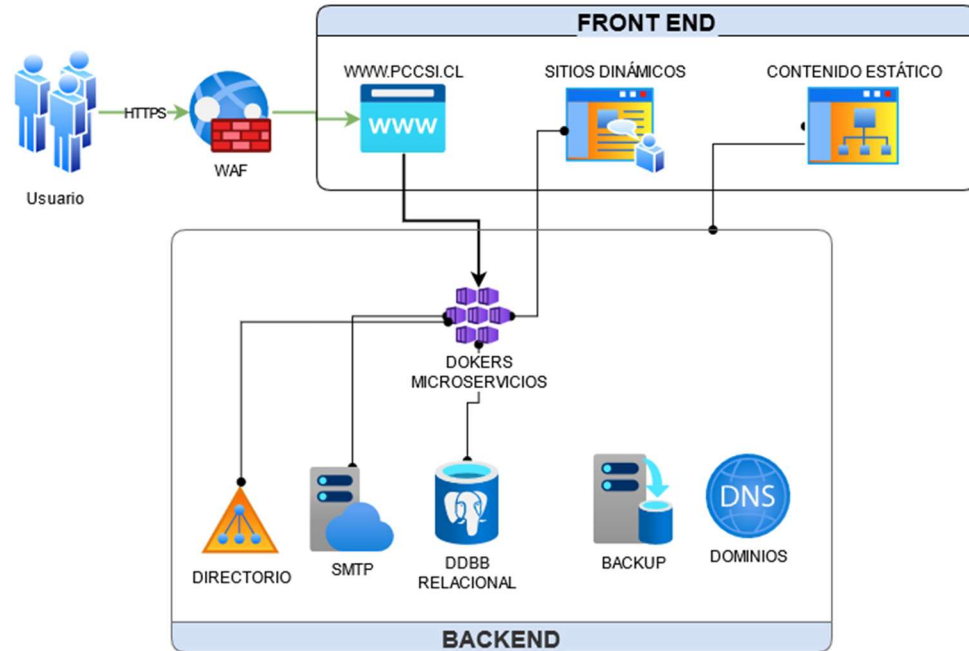 FRONT END
WWW.PCCSI.CL
SITIOS DINÁMICOS
CONTENIDO ESTÁTICO
HTTPS
WWW
WAF
Usuario
DOKERS
MICROSERVICIOS
DNS
DIRECTORIO
SMTP
DDBB
RELACIONAL
BACKUP
DOMINIOS
BACKEND